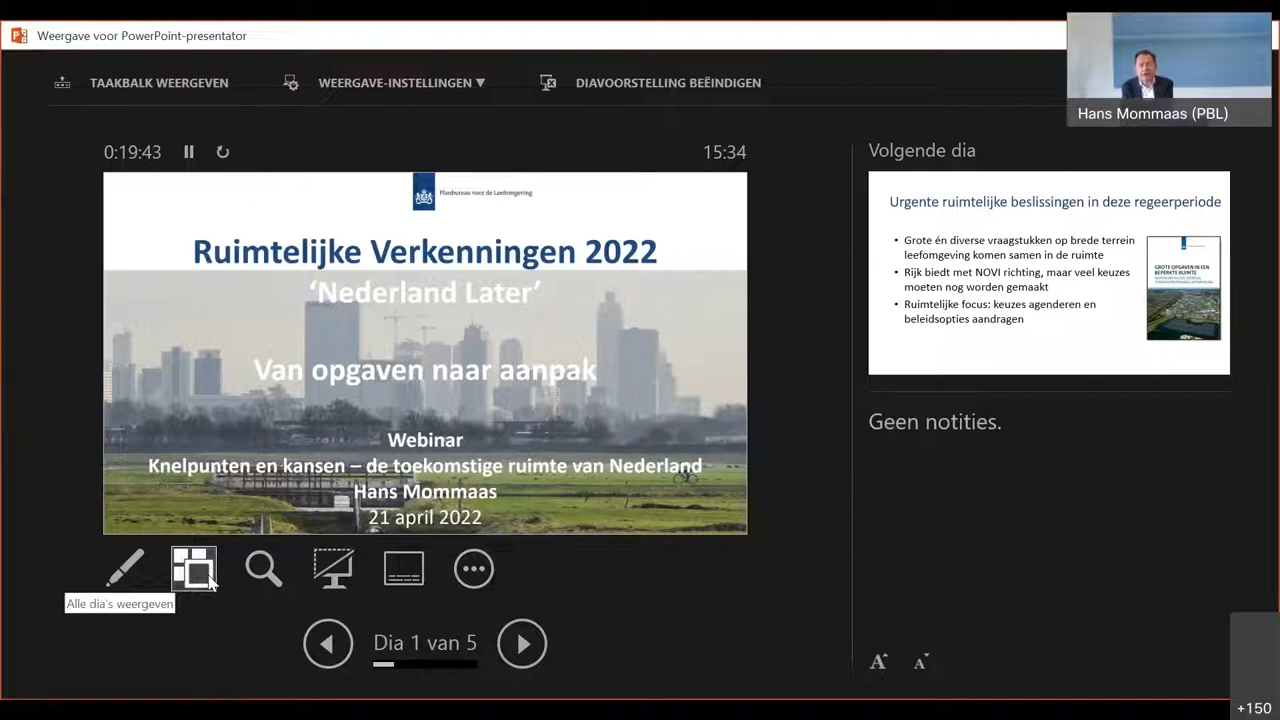 Weergave voor PowerPoint-presentator
TAAKBALK WEERGEVEN
WEERGAVE-INSTELLINGEN ▼
DIAVOORSTELLING BEËINDIGEN
Hans Mommaas (PBL)
0:19:43
15:34
Planbureau voor de Leefomgeving
Ruimtelijke Verkenningen 2022
‘Nederland Later’
Van opgaven naar aanpak
Webinar
Knelpunten en kansen – de toekomstige ruimte van Nederland
Hans Mommaas
21 april 2022
Alle dia's weergeven
Dia 1 van 5
Volgende dia
Urgente ruimtelijke beslissingen in deze regeerperiode
• Grote én diverse vraagstukken op brede terrein
leefomgeving komen samen in de ruimte
• Rijk biedt met NOVI richting, maar veel keuzes
moeten nog worden gemaakt
• Ruimtelijke focus: keuzes agenderen en
beleidsopties aandragen
GROTE OPGAVEN IN EEN
BEPERKTE RUIMTE
Geen notities.
A A
+150